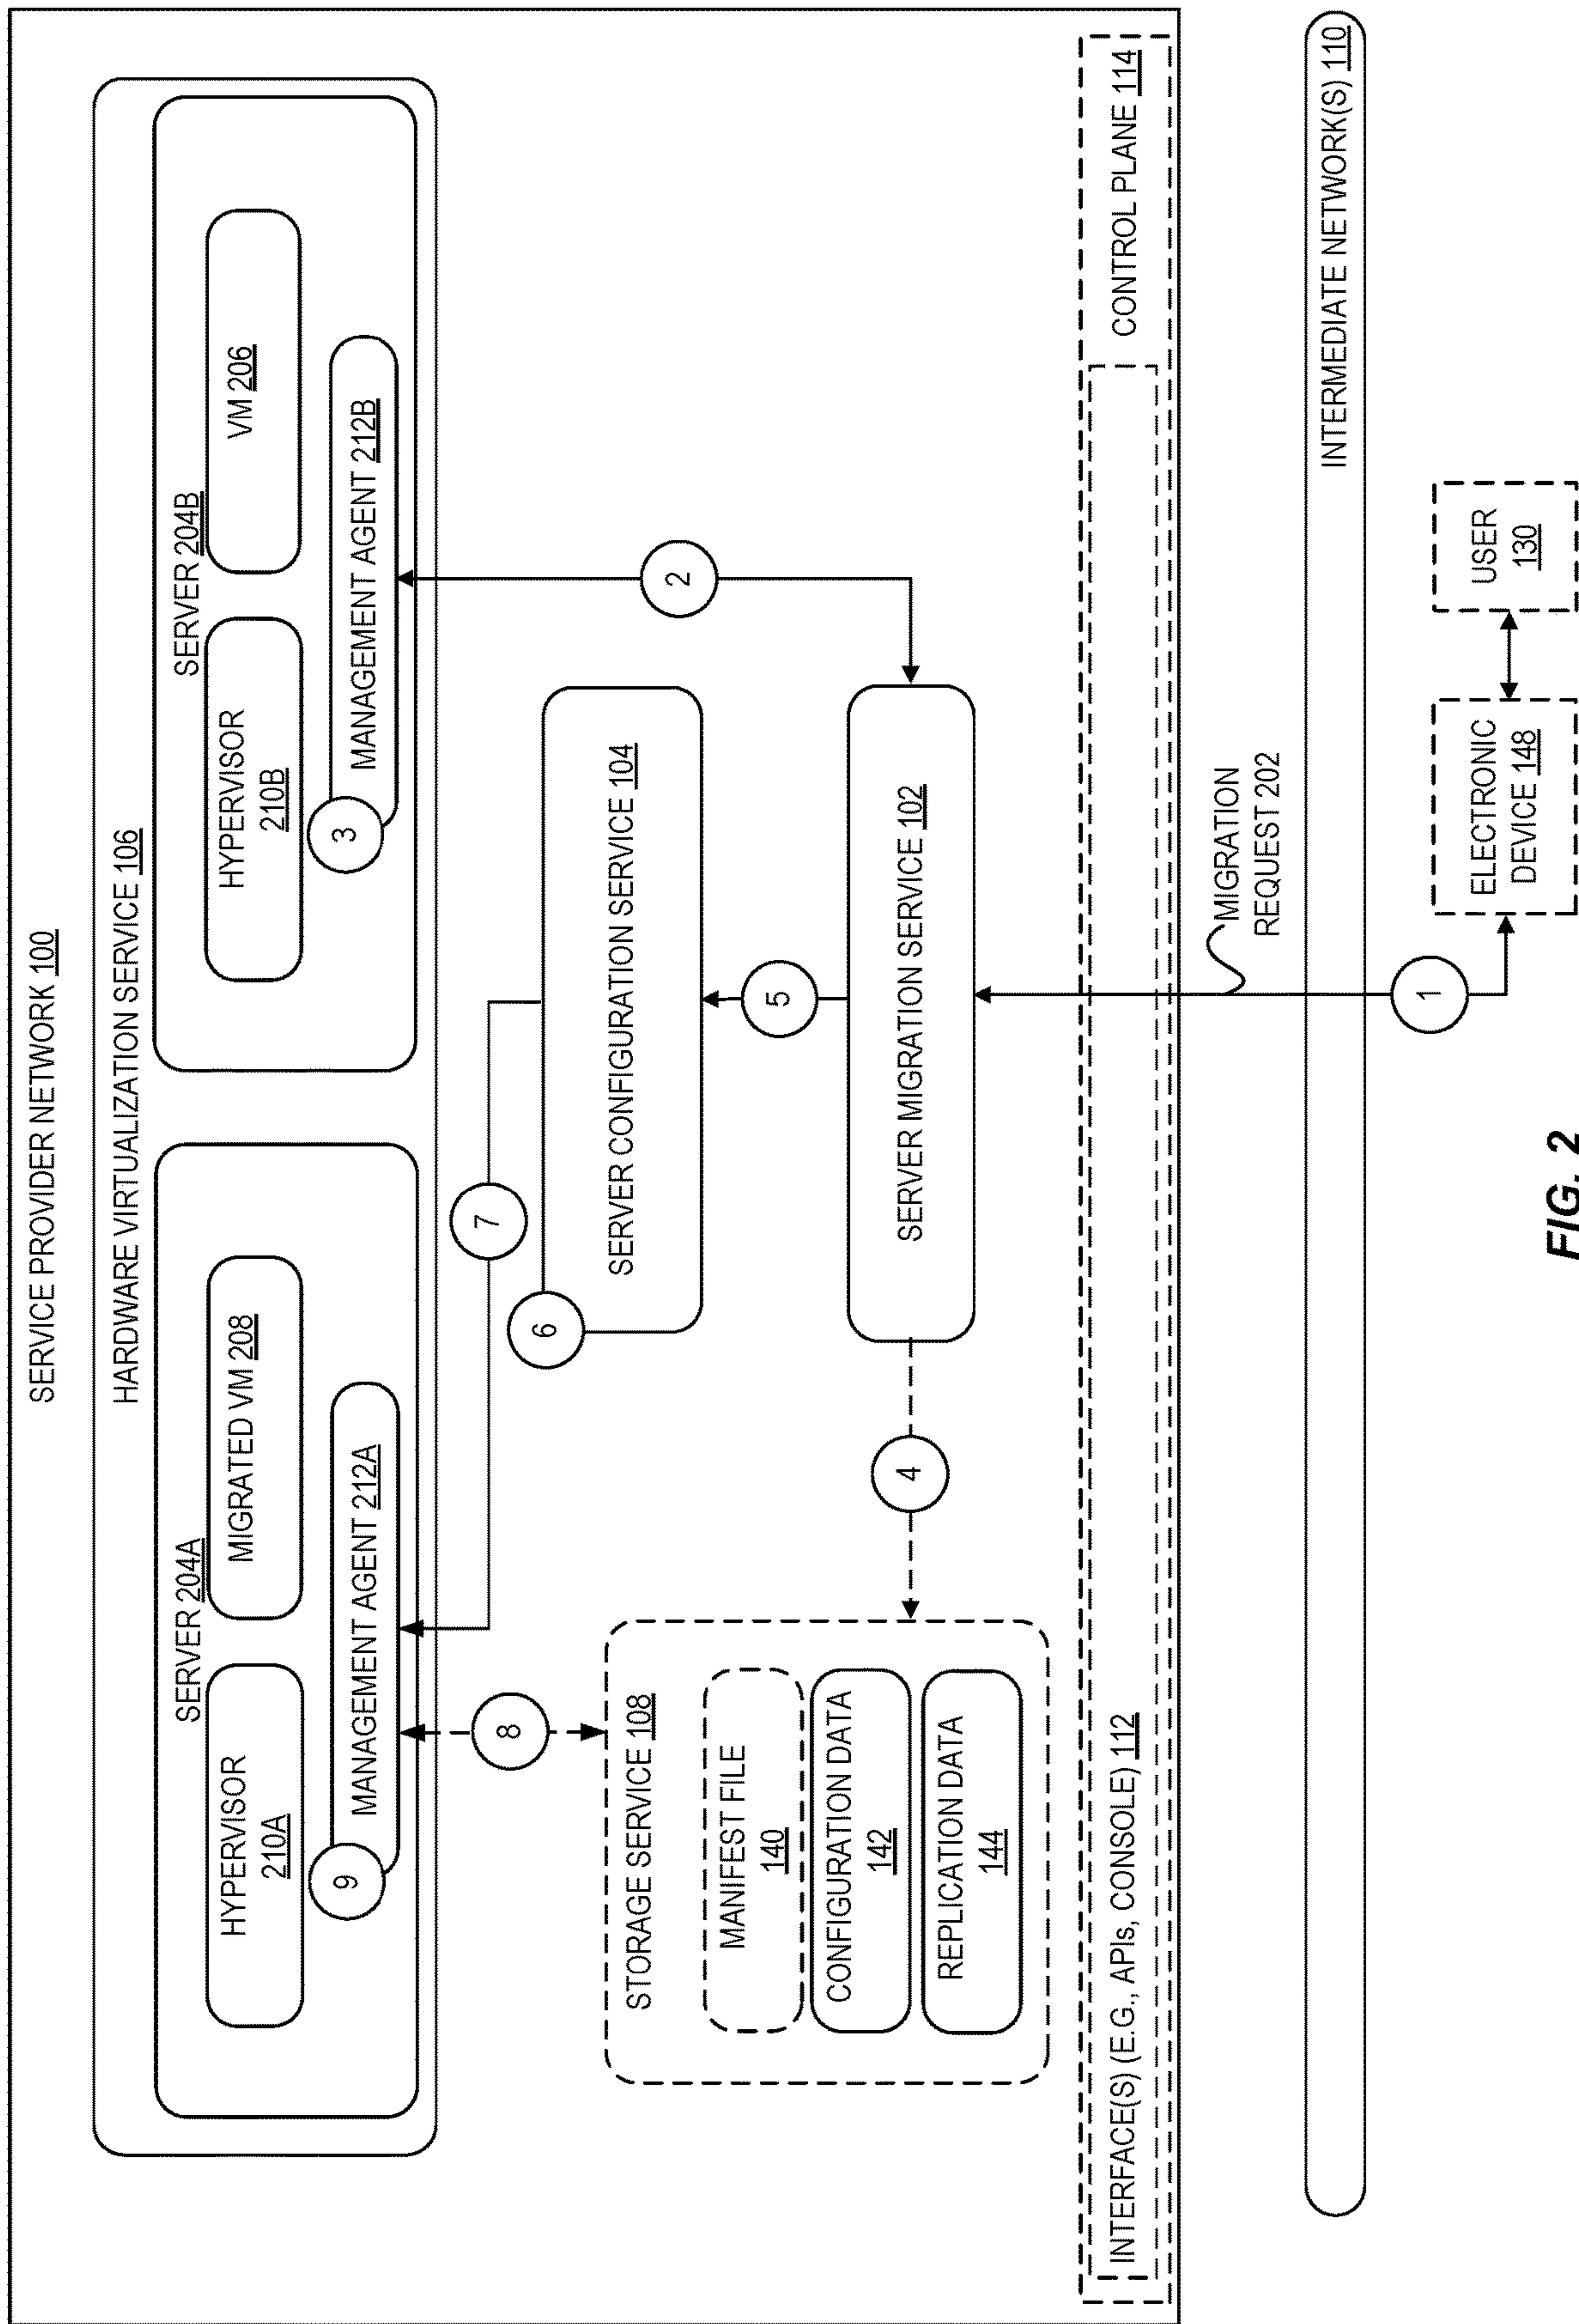 SERVICE PROVIDER NETWORK 100
HARDWARE VIRTUALIZATION SERVICE 106
SERVER 204A
HYPERVISOR
210A
MIGRATED VM 208
9
MANAGEMENT AGENT 212A
SERVER 204B
HYPERVISOR
210B
VM 206
3
MANAGEMENT AGENT 212B
8
7
2
STORAGE SERVICE 108
MANIFEST FILE
140
CONFIGURATION DATA
142
REPLICATION DATA
144
6
SERVER CONFIGURATION SERVICE 104
5
4
SERVER MIGRATION SERVICE 102
INTERFACE(S) (E.G., APIs, CONSOLE) 112
CONTROL PLANE 114
MIGRATION
REQUEST 202
INTERMEDIATE NETWORK(S) 110
1
ELECTRONIC
DEVICE 148
USER
130
FIG. 2